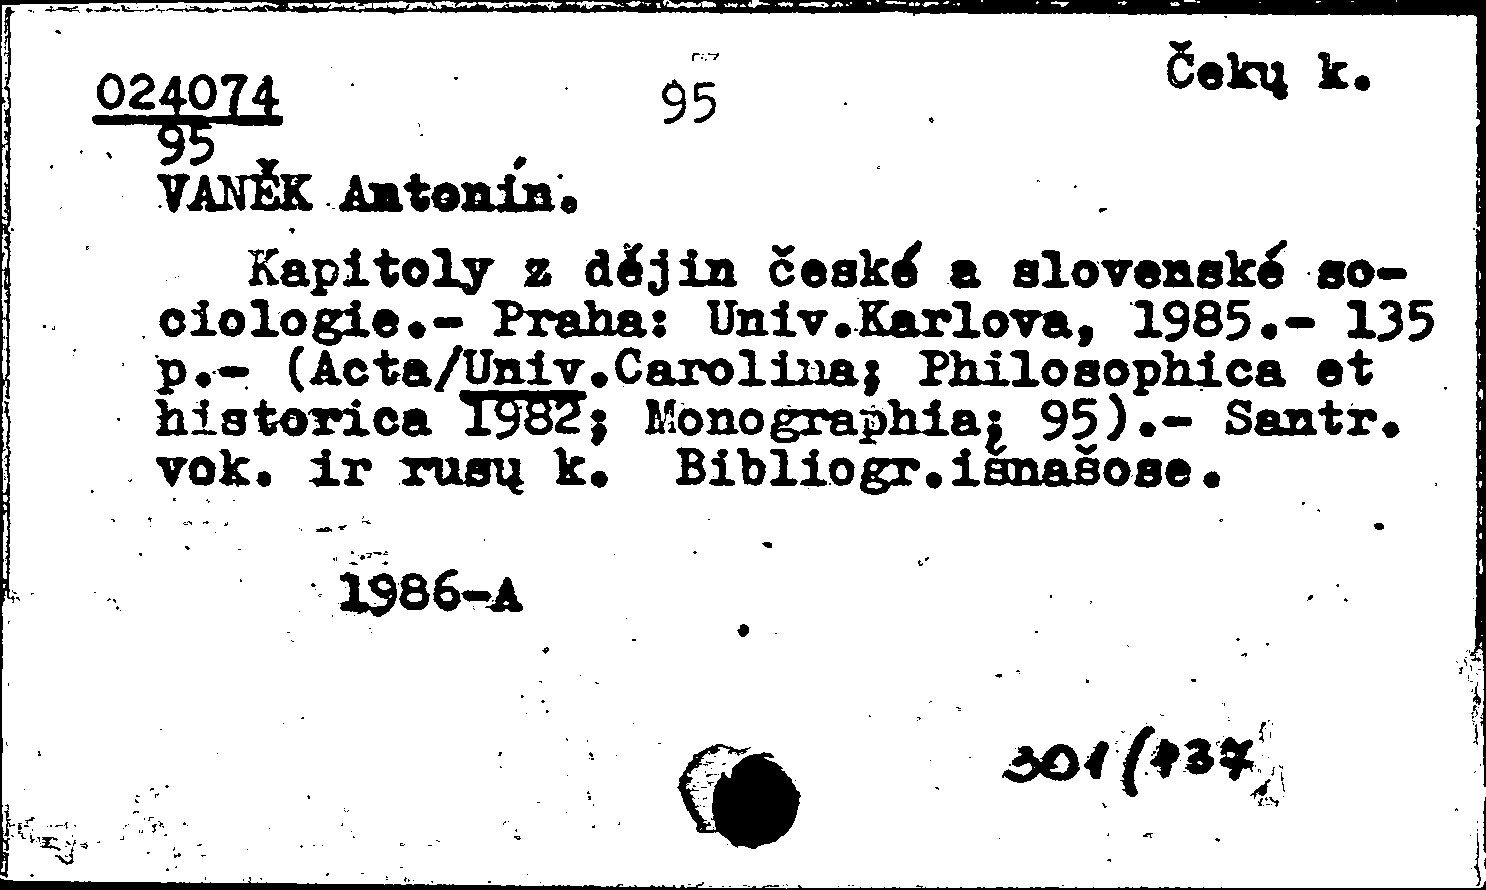 Čekų k.
024074
95
95
VANĚK Antonín.
Kapitoly z dějin české a slovenské so-
ciologie.- Praha: Univ.Karlova, 1985.- 135
p.- (Acta/Univ.Carolina; Philosophica et
historica 1982; Monographia; 95).- Santr.
vok. ir rusų k. Bibliogr.išnašose.
1986-A
301(437